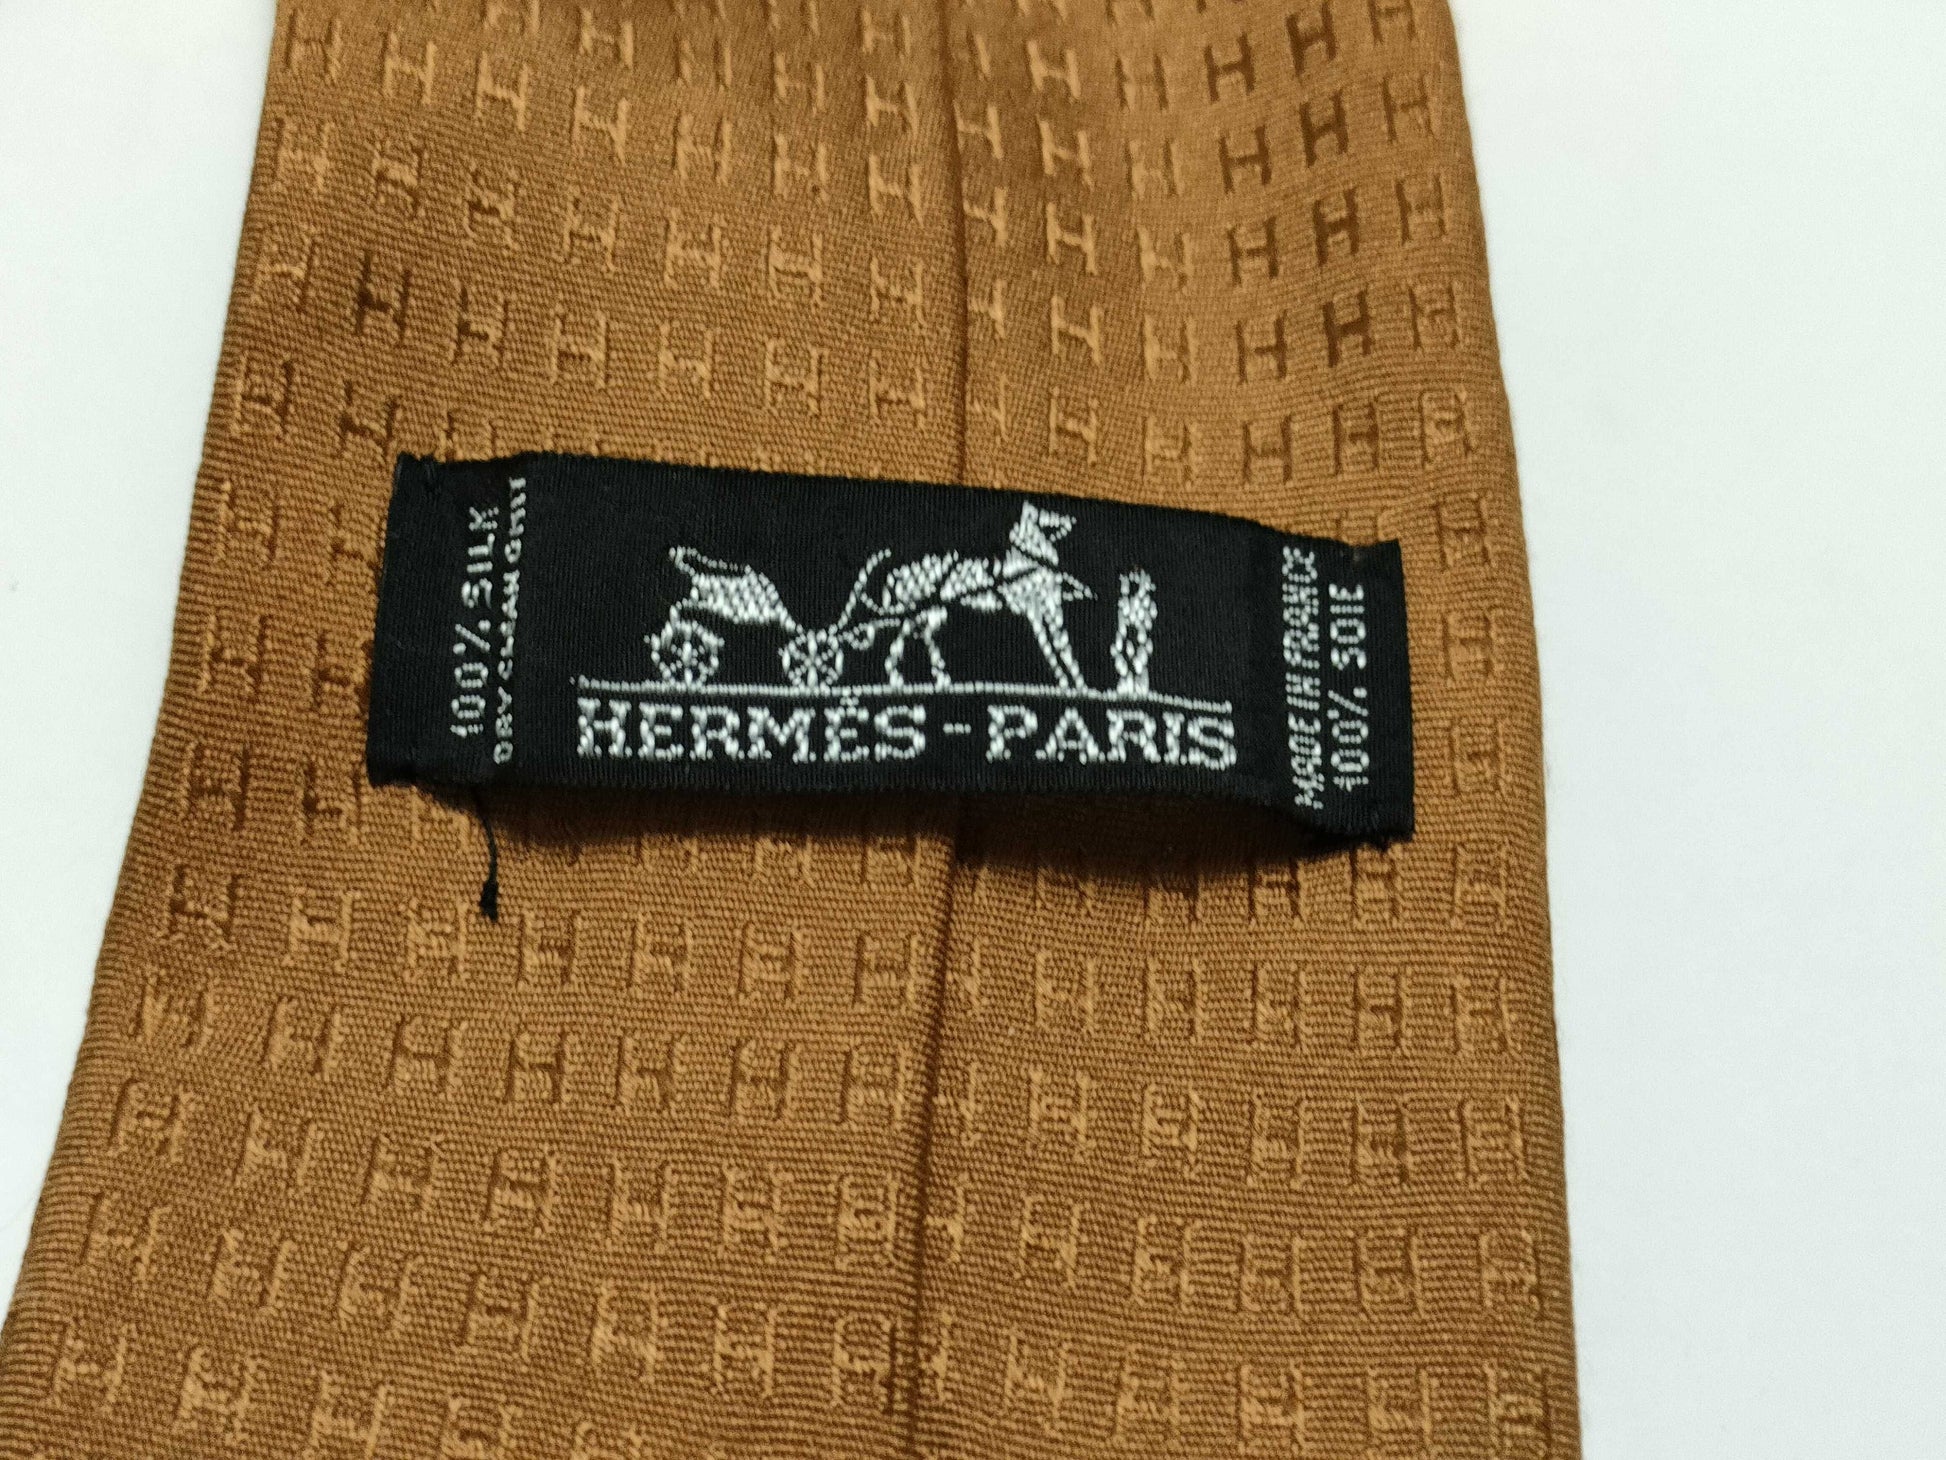 100% SILK
DRY CLEAN ONLY
HERMÈS-PARIS
MADE IN FRANCE
100% SOIE